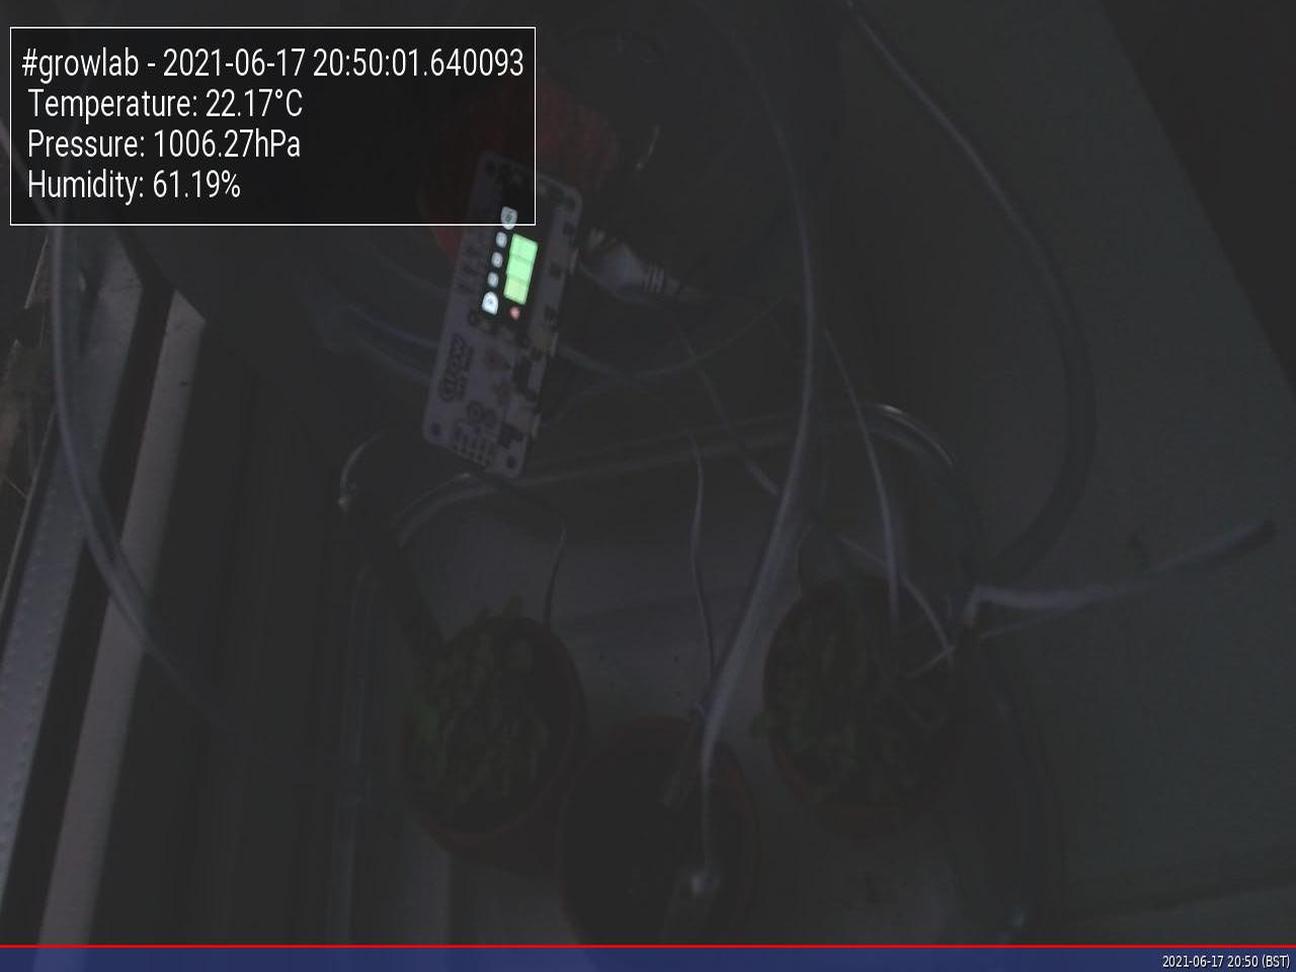 #growlab - 2021-06-17 20:50:01.640093
Temperature: 22.17°C
Pressure: 1006.27hPa
Humidity: 61.19%
GROW
2021-06-17 20:50 (BST)